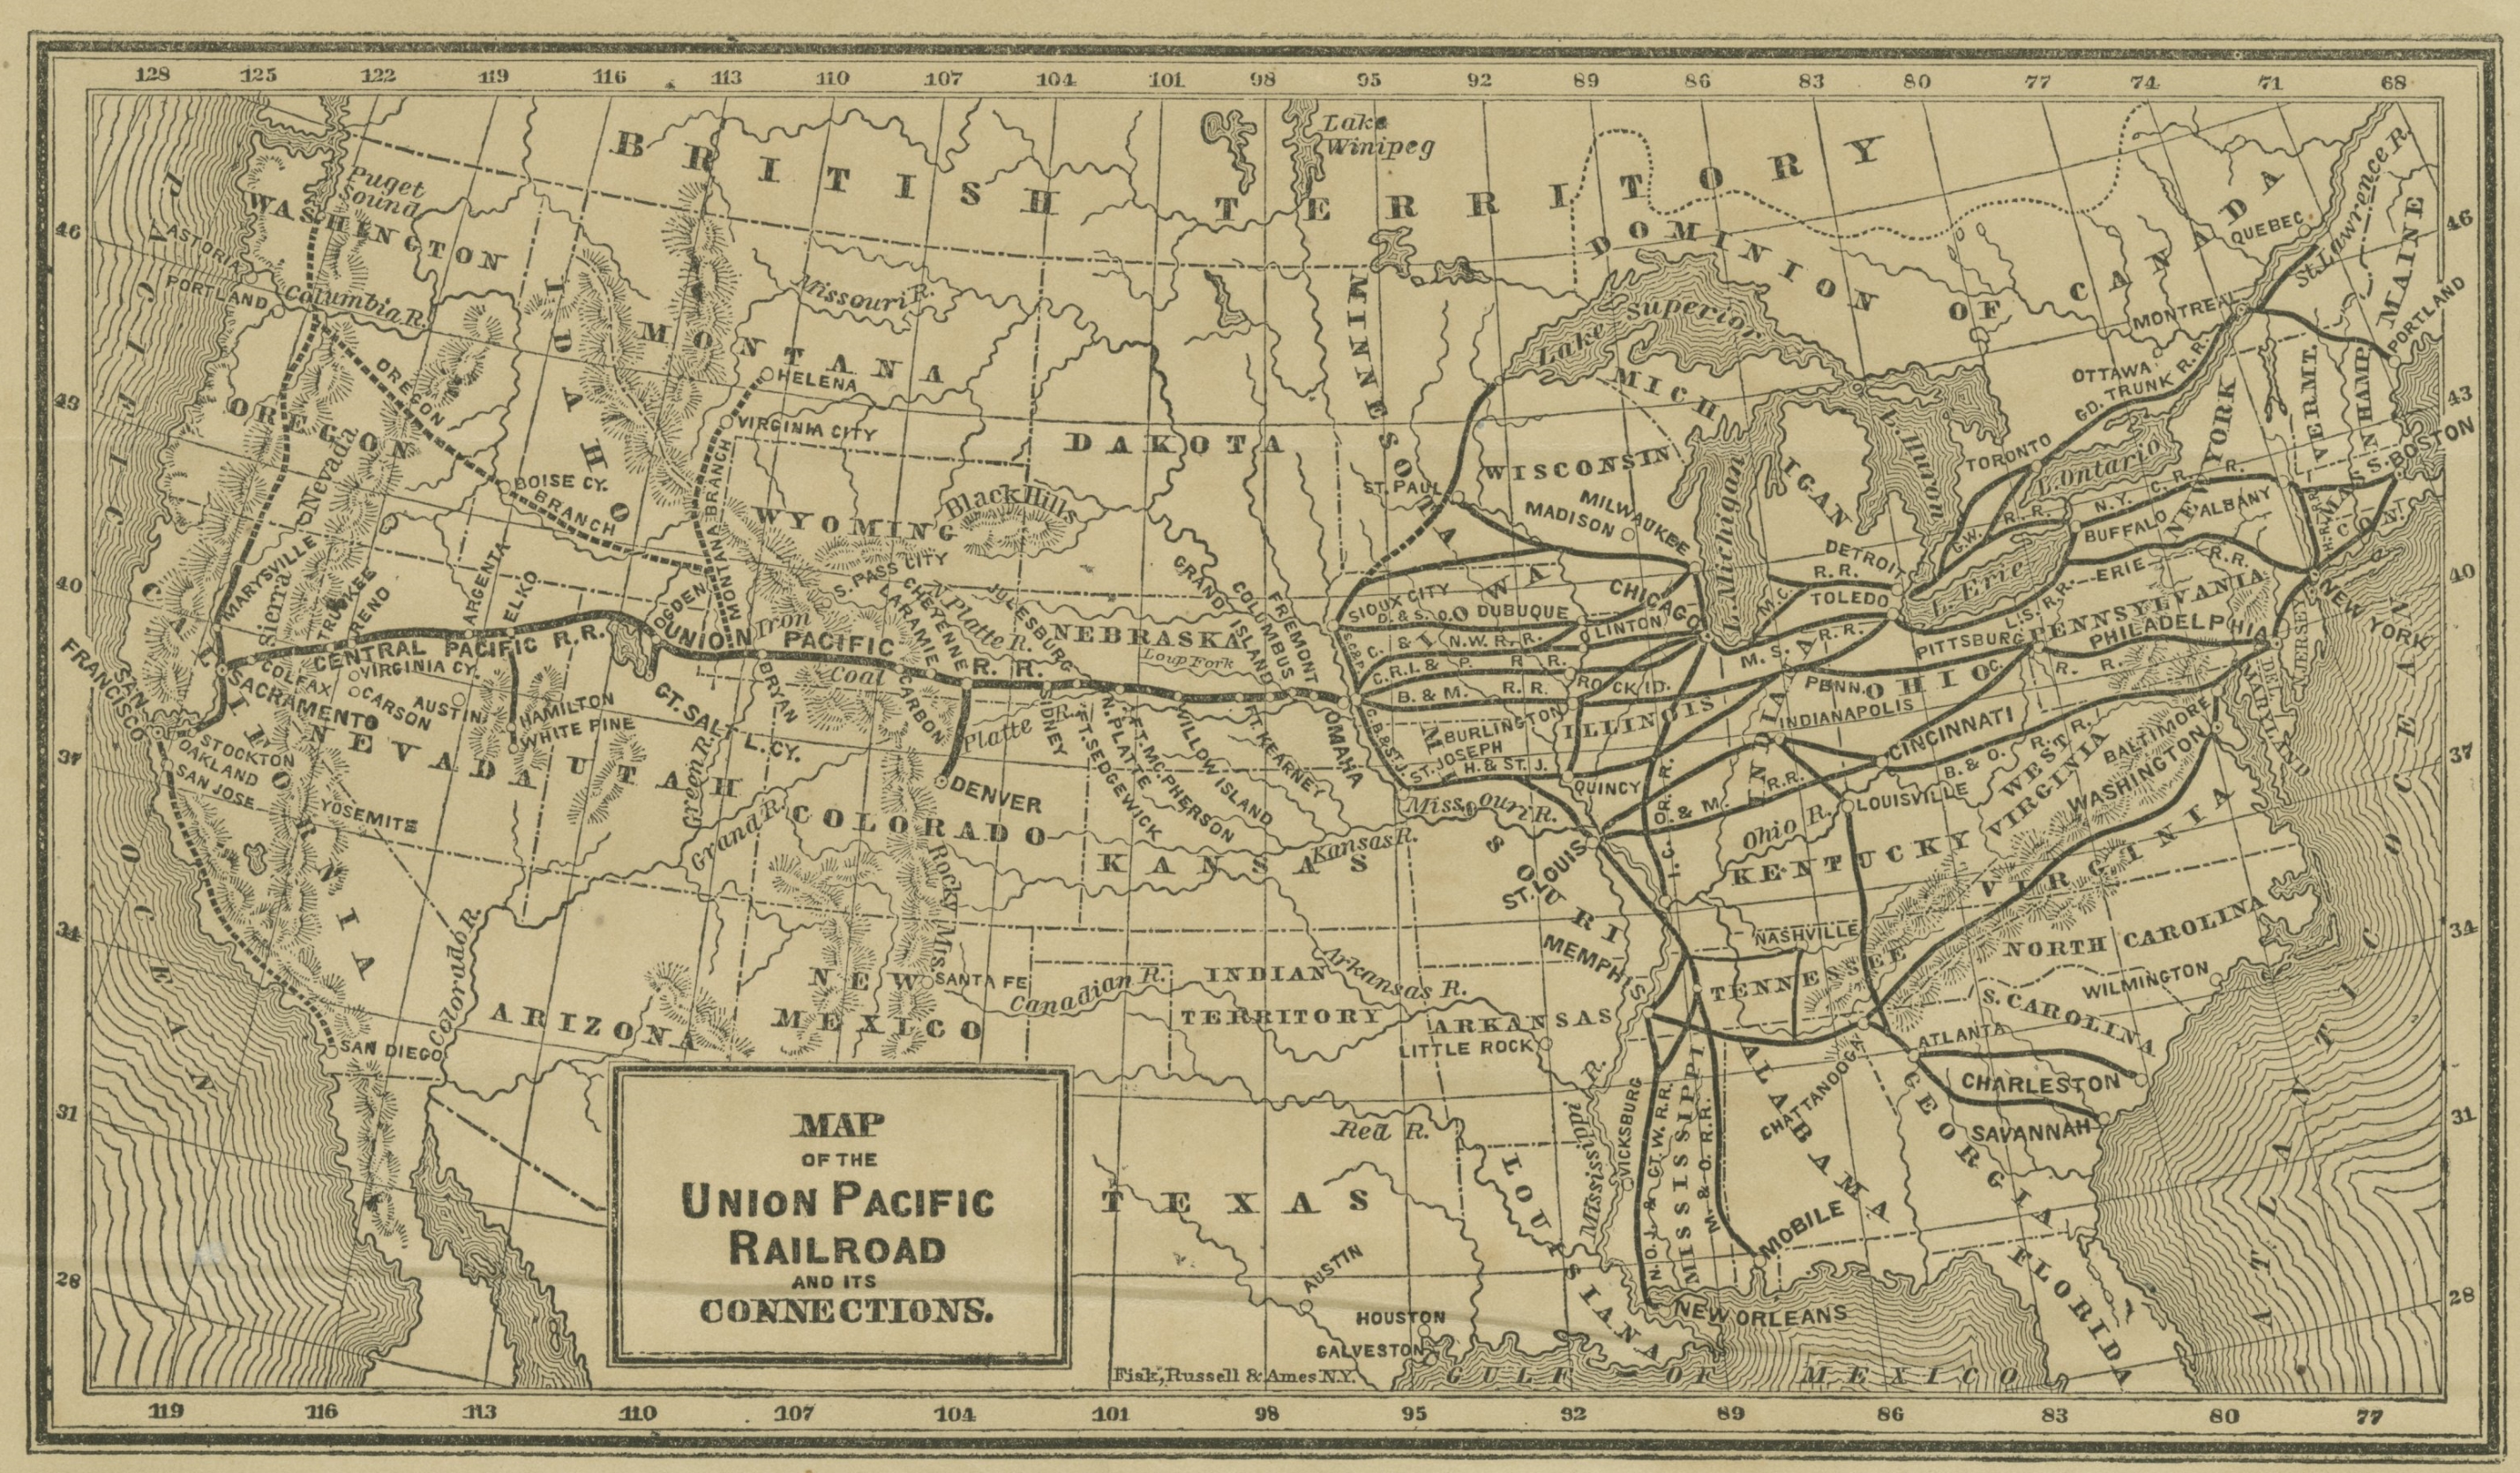 128 125 122 119 116 113 110 107 104 101 98 95 92 89 86 83 80 77 74 71 68
46
43
40
37
34
31
28
46
43
40
37
34
31
28
BRITISH TERRITORY
DOMINION OF CANADA
Lake
Winipeg
Puget
Sound
WASHINGTON
ASTORIA
PORTLAND
Columbia R.
PACIFIC OCEAN
OREGON
OREGON
BRANCH
BOISE CY.
IDAHO
MONTANA
Missouri R.
HELENA
VIRGINIA CITY
MONTANA BRANCH
WYOMING
Black Hills
S. PASS CITY
DAKOTA
MINNESOTA
ST. PAUL
WISCONSIN
MADISON
MILWAUKEE
Lake Superior
MICHIGAN
L. Michigan
L. Huron
L. Ontario
L. Erie
TORONTO
OTTAWA
MONTREAL
QUEBEC
GD. TRUNK R.R.
St. Lawrence R.
MAINE
PORTLAND
VERMT.
N HAMP.
MASS.
BOSTON
CON.
H.R.R.R.
NEW YORK
N.Y. C. R. R.
ALBANY
BUFFALO
G.W. R. R.
ERIE R.R.
L.S. R.R.
NEW YORK
N JERSEY
DEL.
MARYLAND
PENNSYLVANIA
PHILADELPHIA
PITTSBURG
PENN. C. R. R.
DETROIT
TOLEDO
M.C. R. R.
M. S. R. R.
CHICAGO
SIOUX CITY
D. & S. C.
DUBUQUE
IOWA
C. & N.W. R. R.
CLINTON
C.R.I. & P. R. R.
ROCK ID.
B. & M. R. R.
BURLINGTON
S.C. & P.
C.B. & ST.J.
ST. JOSEPH
H. & ST. J.
QUINCY
ILLINOIS
INDIANA
INDIANAPOLIS
OHIO
CINCINNATI
B. & O. R. R.
BALTIMORE
WASHINGTON
WEST VIRGINIA
VIRGINIA
KENTUCKY
LOUISVILLE
Ohio R.
O. & M. R.R.
I. C. OR. R.
ST. LOUIS
MISSOURI
Missouri R.
Kansas R.
MARYSVILLE
Sierra Nevada
TRUCKEE
RENO
ARGENTA
ELKO
OGDEN
CENTRAL PACIFIC R.R.
UNION PACIFIC R. R.
Iron
Coal
SAN
FRANCISCO
SACRAMENTO
COLFAX
VIRGINIA CY.
CARSON
AUSTIN
HAMILTON
WHITE PINE
STOCKTON
OAKLAND
SAN JOSE
YOSEMITE
CALIFORNIA
NEVADA
UTAH
GT. SALT L. CY.
BRYAN
CARBON
LARAMIE
CHEYENNE
N Platte R.
JULESBURG
NEBRASKA
Loup Fork
GRAND
ISLAND
COLUMBUS
FREMONT
OMAHA
Platte R.
SIDNEY
FT. SEDGEWICK
N. PLATTE
FT. MC.PHERSON
WILLOW ISLAND
FT. KEARNEY
DENVER
Green R.
Grand R.
COLORADO
Rocky Mts.
KANSAS
Colorado R.
ARIZONA
NEW
MEXICO
SANTA FE
Canadian R.
INDIAN
TERRITORY
Arkansas R.
ARKANSAS
LITTLE ROCK
MEMPHIS
NASHVILLE
TENNESSEE
NORTH CAROLINA
S. CAROLINA
WILMINGTON
CHARLESTON
SAVANNAH
ATLANTA
CHATTANOOGA
GEORGIA
ALABAMA
MISSISSIPPI
Mississippi R.
VICKSBURG
N.O.J. & GT. W. R.R.
M. & O. R.R.
MOBILE
NEW ORLEANS
LOUISIANA
Red R.
TEXAS
AUSTIN
HOUSTON
GALVESTON
FLORIDA
GULF OF MEXICO
ATLANTIC OCEAN
SAN DIEGO
MAP
OF THE
UNION PACIFIC
RAILROAD
AND ITS
CONNECTIONS.
Fisk, Russell & Ames N.Y.
119 116 113 110 107 104 101 98 95 92 89 86 83 80 77